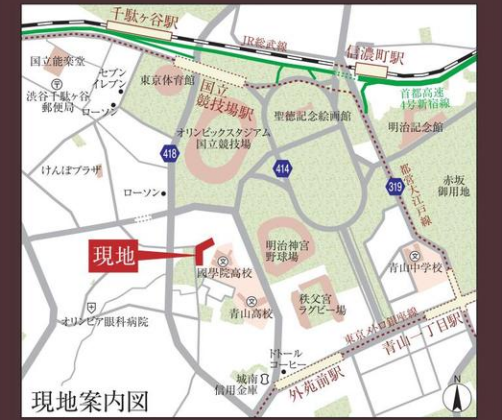 千駄ヶ谷駅
JR総武線
信濃町駅
国立能楽堂
セブン
イレブン
東京体育館
国立
競技場駅
渋谷千駄ヶ谷
郵便局
ローソン
首都高速
4号新宿線
聖徳記念絵画館
明治記念館
オリンピックスタジアム
国立競技場
418
414
319
都営大江戸線
赤坂
御用地
けんぽプラザ
ローソン
現地
國學院高校
明治神宮
野球場
青山中学校
オリンピア眼科病院
青山高校
秩父宮
ラグビー場
東京メトロ銀座線
青山一丁目駅
ドトール
コーヒー
城南
信用金庫
外苑前駅
現地案内図
N